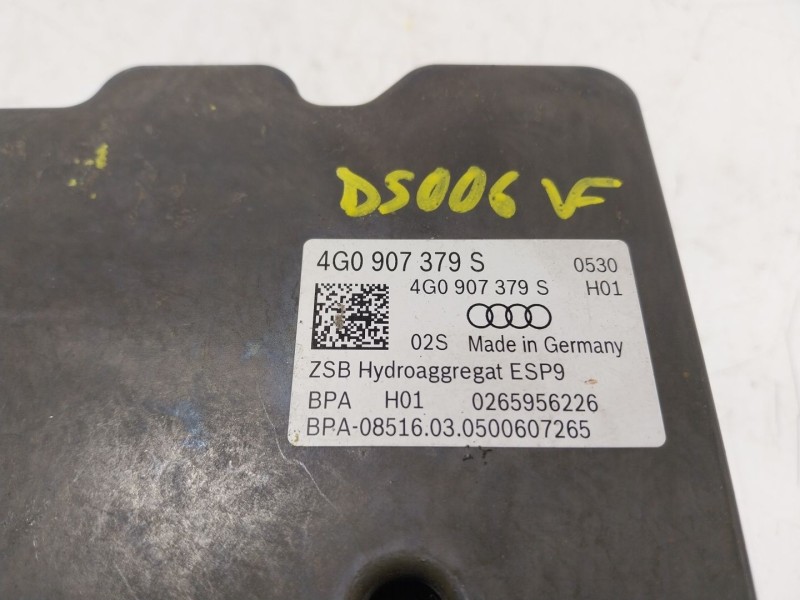 DS006 VF
4G0 907 379 S 0530
4G0 907 379 S H01
02S Made in Germany
ZSB Hydroaggregat ESP9
BPA H01 0265956226
BPA-08516.03.0500607265